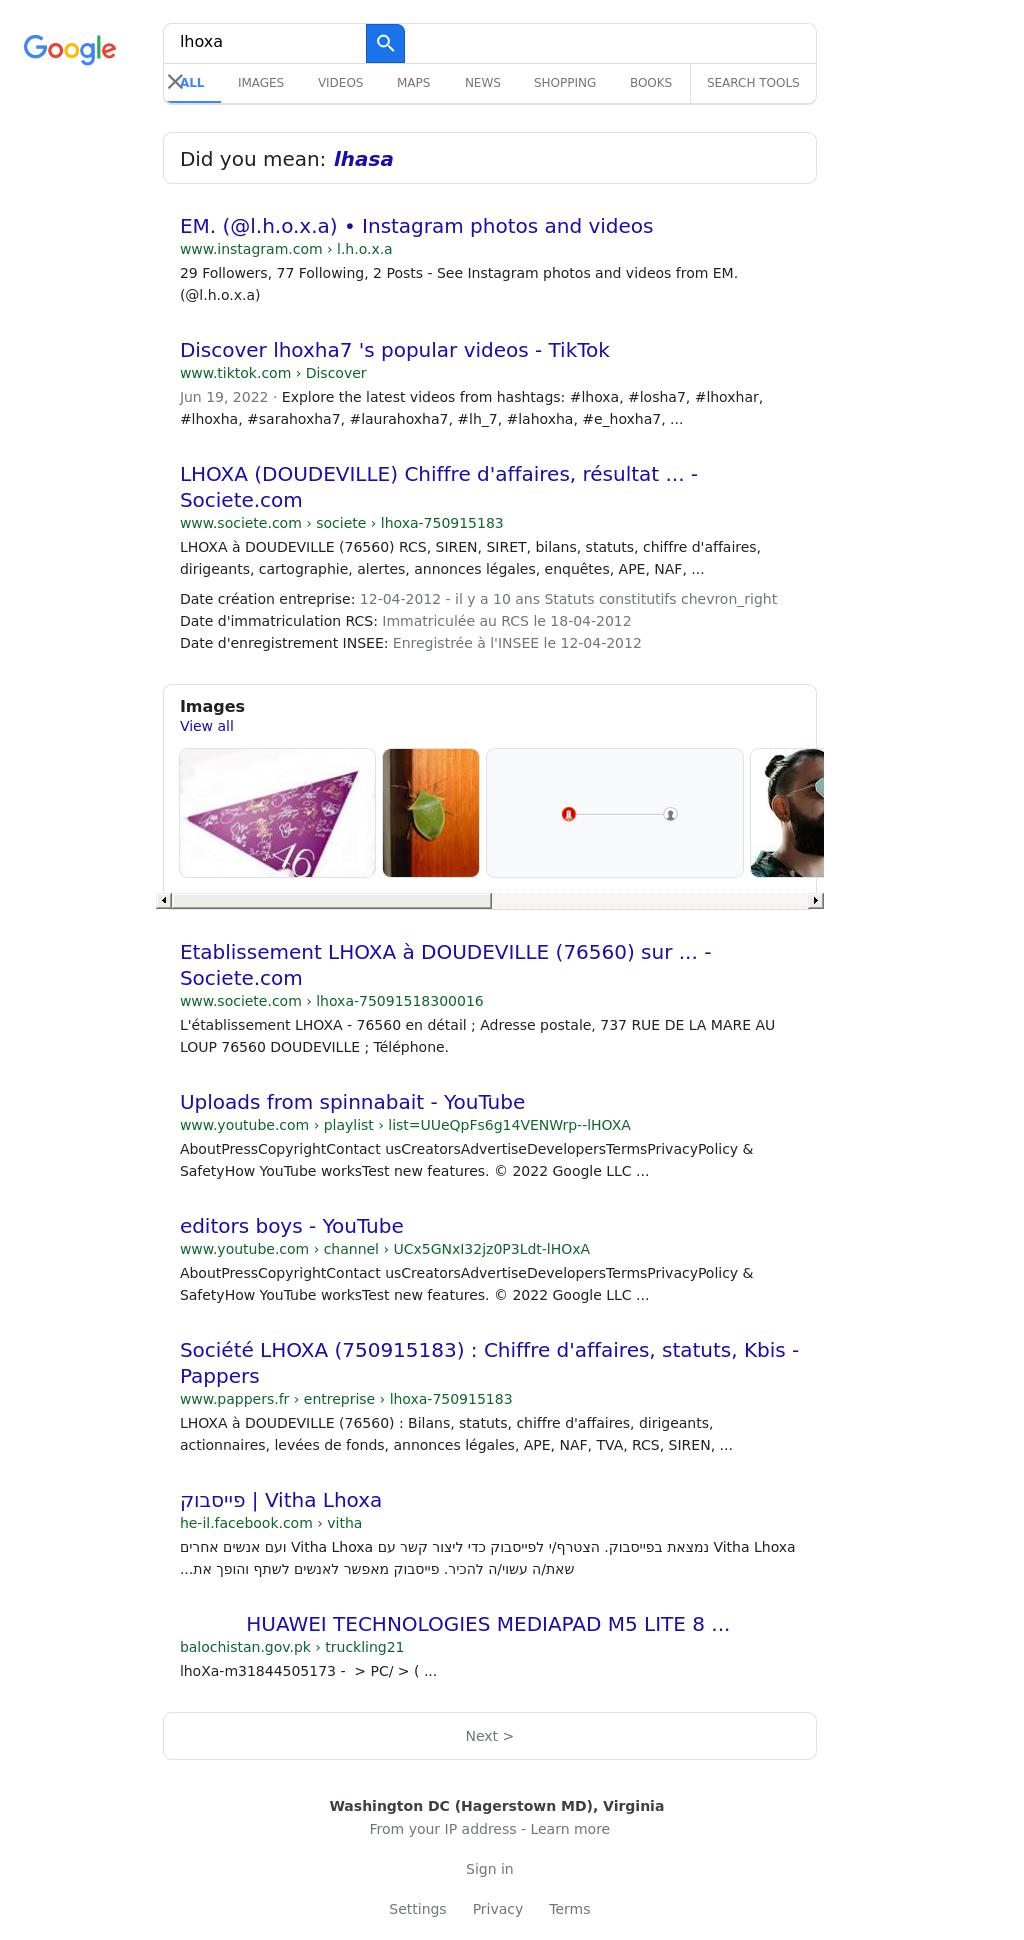 Google
lhoxa
ALL IMAGES VIDEOS MAPS NEWS SHOPPING BOOKS SEARCH TOOLS
Did you mean: lhasa
EM. (@l.h.o.x.a) • Instagram photos and videos
www.instagram.com › l.h.o.x.a
29 Followers, 77 Following, 2 Posts - See Instagram photos and videos from EM.
(@l.h.o.x.a)
Discover lhoxha7 's popular videos - TikTok
www.tiktok.com › Discover
Jun 19, 2022 · Explore the latest videos from hashtags: #lhoxa, #losha7, #lhoxhar,
#lhoxha, #sarahoxha7, #laurahoxha7, #lh_7, #lahoxha, #e_hoxha7, ...
LHOXA (DOUDEVILLE) Chiffre d'affaires, résultat ... -
Societe.com
www.societe.com › societe › lhoxa-750915183
LHOXA à DOUDEVILLE (76560) RCS, SIREN, SIRET, bilans, statuts, chiffre d'affaires,
dirigeants, cartographie, alertes, annonces légales, enquêtes, APE, NAF, ...
Date création entreprise: 12-04-2012 - il y a 10 ans Statuts constitutifs chevron_right
Date d'immatriculation RCS: Immatriculée au RCS le 18-04-2012
Date d'enregistrement INSEE: Enregistrée à l'INSEE le 12-04-2012
Images
View all
46
Etablissement LHOXA à DOUDEVILLE (76560) sur ... -
Societe.com
www.societe.com › lhoxa-75091518300016
L'établissement LHOXA - 76560 en détail ; Adresse postale, 737 RUE DE LA MARE AU
LOUP 76560 DOUDEVILLE ; Téléphone.
Uploads from spinnabait - YouTube
www.youtube.com › playlist › list=UUeQpFs6g14VENWrp--lHOXA
AboutPressCopyrightContact usCreatorsAdvertiseDevelopersTermsPrivacyPolicy &
SafetyHow YouTube worksTest new features. © 2022 Google LLC ...
editors boys - YouTube
www.youtube.com › channel › UCx5GNxI32jz0P3Ldt-lHOxA
AboutPressCopyrightContact usCreatorsAdvertiseDevelopersTermsPrivacyPolicy &
SafetyHow YouTube worksTest new features. © 2022 Google LLC ...
Société LHOXA (750915183) : Chiffre d'affaires, statuts, Kbis -
Pappers
www.pappers.fr › entreprise › lhoxa-750915183
LHOXA à DOUDEVILLE (76560) : Bilans, statuts, chiffre d'affaires, dirigeants,
actionnaires, levées de fonds, annonces légales, APE, NAF, TVA, RCS, SIREN, ...
Vitha Lhoxa | פייסבוק
he-il.facebook.com › vitha
Vitha Lhoxa נמצאת בפייסבוק. הצטרף/י לפייסבוק כדי ליצור קשר עם Vitha Lhoxa ועם אנשים אחרים
שאת/ה עשוי/ה להכיר. פייסבוק מאפשר לאנשים לשתף והופך את...
HUAWEI TECHNOLOGIES MEDIAPAD M5 LITE 8 ...
balochistan.gov.pk › truckling21
lhoXa-m31844505173 - > PC/ > ( ...
Next >
Washington DC (Hagerstown MD), Virginia
From your IP address - Learn more
Sign in
Settings Privacy Terms